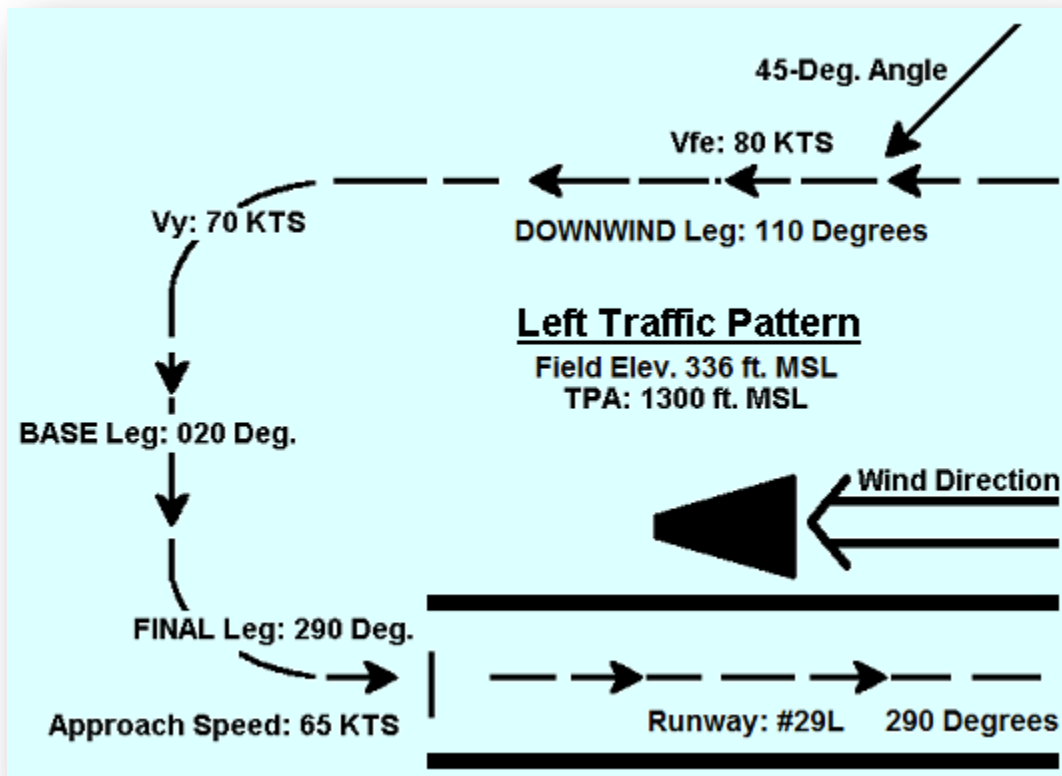 45-Deg. Angle
Vfe: 80 KTS
Vy: 70 KTS
DOWNWIND Leg: 110 Degrees
Left Traffic Pattern
Field Elev. 336 ft. MSL
TPA: 1300 ft. MSL
BASE Leg: 020 Deg.
Wind Direction
FINAL Leg: 290 Deg.
Approach Speed: 65 KTS
Runway: #29L 290 Degrees